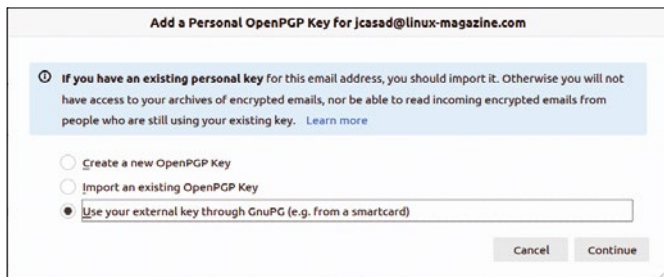 Add a Personal OpenPGP Key for jcasad@linux-magazine.com
If you have an existing personal key for this email address, you should import it. Otherwise you will not
have access to your archives of encrypted emails, nor be able to read incoming encrypted emails from
people who are still using your existing key. Learn more
Create a new OpenPGP Key
Import an existing OpenPGP Key
Use your external key through GnuPG (e.g. from a smartcard)
Cancel Continue